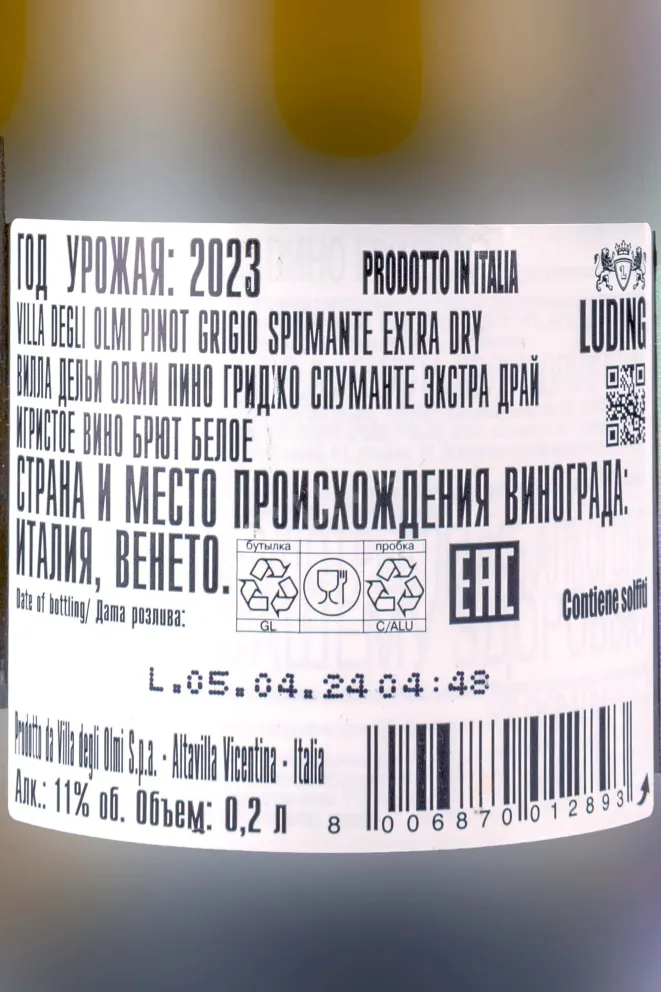 ГОД УРОЖАЯ: 2023
PRODOTTO IN ITALIA
LUDING
VILLA DEGLI OLMI PINOT GRIGIO SPUMANTE EXTRA DRY
ВИЛЛА ДЕЛЬИ ОЛМИ ПИНО ГРИДЖО СПУМАНТЕ ЭКСТРА ДРАЙ
ИГРИСТОЕ ВИНО БРЮТ БЕЛОЕ
СТРАНА И МЕСТО ПРОИСХОЖДЕНИЯ ВИНОГРАДА:
ИТАЛИЯ, ВЕНЕТО.
бутылка
пробка
GL
C/ALU
EAC
Contiene solfiti
Date of bottling/ Дата розлива:
L.05.04.24 04:48
Prodotto da Villa degli Olmi S.p.a. · Altavilla Vicentina · Italia
Алк.: 11% об. Объем: 0,2 л
8 006870 012893